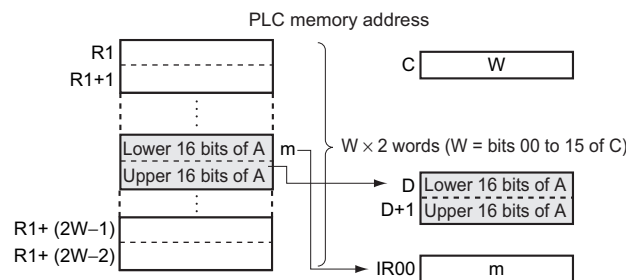 PLC memory address
R1
R1+1
C
W
W × 2 words (W = bits 00 to 15 of C)
Lower 16 bits of A
m
Upper 16 bits of A
D
Lower 16 bits of A
D+1
Upper 16 bits of A
R1+ (2W–1)
R1+ (2W–2)
IR00
m